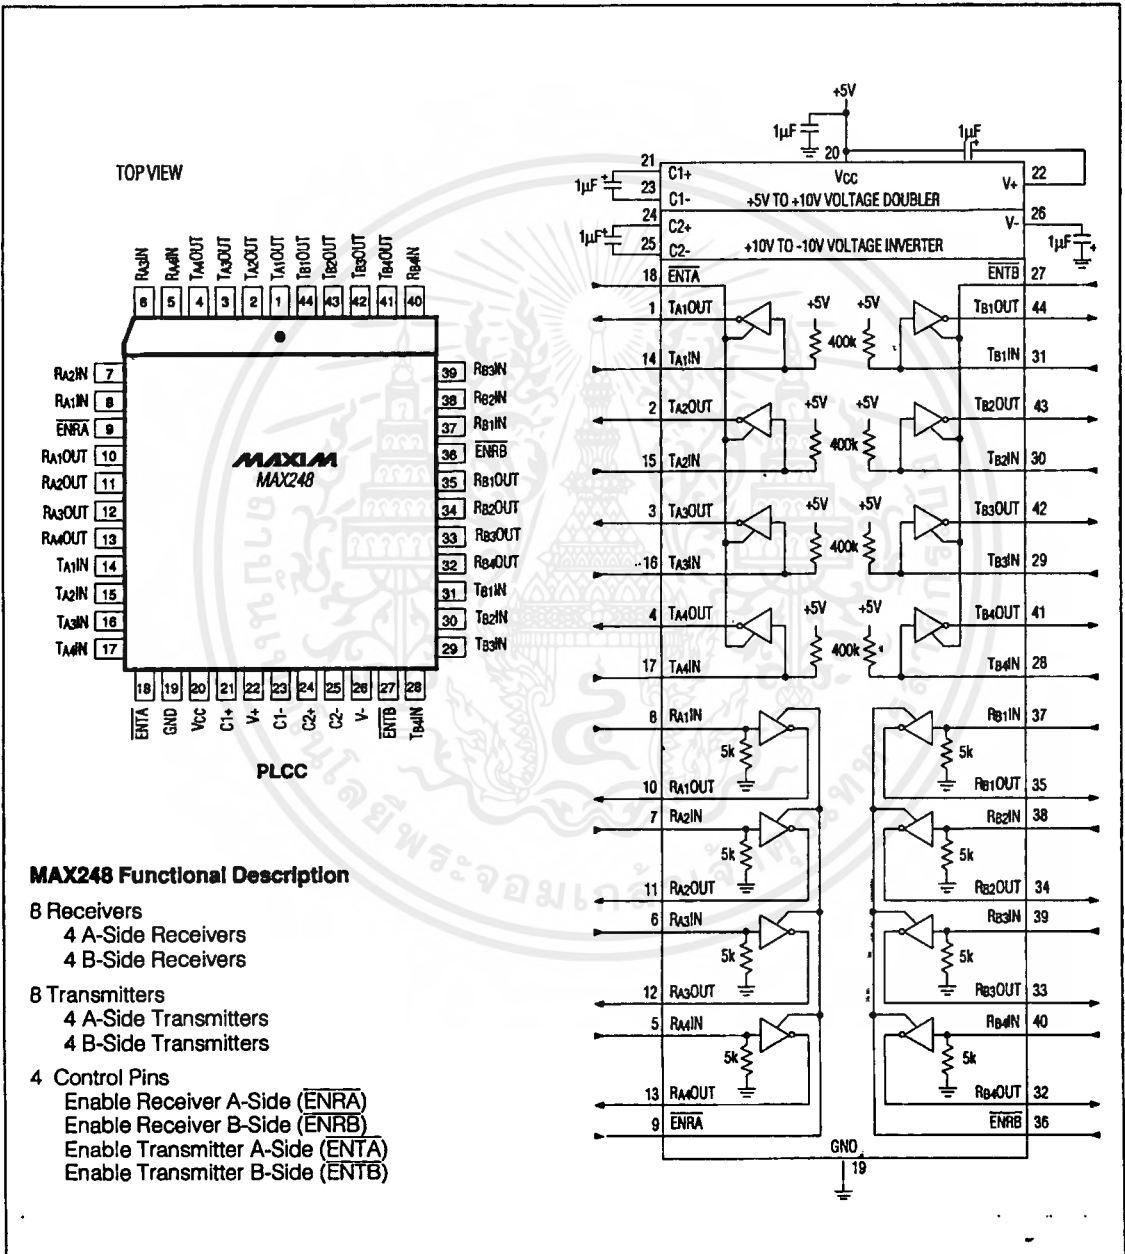 TOP VIEW
RA3IN
RA4IN
TA4OUT
TA3OUT
TA2OUT
TA1OUT
TB1OUT
TB2OUT
TB3OUT
TB4OUT
RB4IN
6 5 4 3 2 1 44 43 42 41 40
RA2IN 7
RA1IN 8
ENRA 9
RA1OUT 10
RA2OUT 11
RA3OUT 12
RA4OUT 13
TA1IN 14
TA2IN 15
TA3IN 16
TA4IN 17
MAXIM
MAX248
39 RB3IN
38 RB2IN
37 RB1IN
36 ENRB
35 RB1OUT
34 RB2OUT
33 RB3OUT
32 RB4OUT
31 TB1IN
30 TB2IN
29 TB3IN
18 19 20 21 22 23 24 25 26 27 28
ENTA
GND
VCC
C1+
V+
C1-
C2+
C2-
V-
ENTB
TB4IN
PLCC
MAX248 Functional Description
8 Receivers
4 A-Side Receivers
4 B-Side Receivers
8 Transmitters
4 A-Side Transmitters
4 B-Side Transmitters
4 Control Pins
Enable Receiver A-Side (ENRA)
Enable Receiver B-Side (ENRB)
Enable Transmitter A-Side (ENTA)
Enable Transmitter B-Side (ENTB)
+5V
1µF 1µF
20
21 C1+ VCC V+ 22
1µF
23 C1- +5V TO +10V VOLTAGE DOUBLER
24 C2+ V- 26
1µF 1µF
25 C2- +10V TO -10V VOLTAGE INVERTER
18 ENTA ENTB 27
1 TA1OUT +5V +5V TB1OUT 44
400k
14 TA1IN TB1IN 31
2 TA2OUT +5V +5V TB2OUT 43
400k
15 TA2IN TB2IN 30
3 TA3OUT +5V +5V TB3OUT 42
400k
16 TA3IN TB3IN 29
4 TA4OUT +5V +5V TB4OUT 41
400k
17 TA4IN TB4IN 28
8 RA1IN RB1IN 37
5k 5k
10 RA1OUT RB1OUT 35
7 RA2IN RB2IN 38
5k 5k
11 RA2OUT RB2OUT 34
6 RA3IN RB3IN 39
5k 5k
12 RA3OUT RB3OUT 33
5 RA4IN RB4IN 40
5k 5k
13 RA4OUT RB4OUT 32
9 ENRA ENRB 36
GND
19